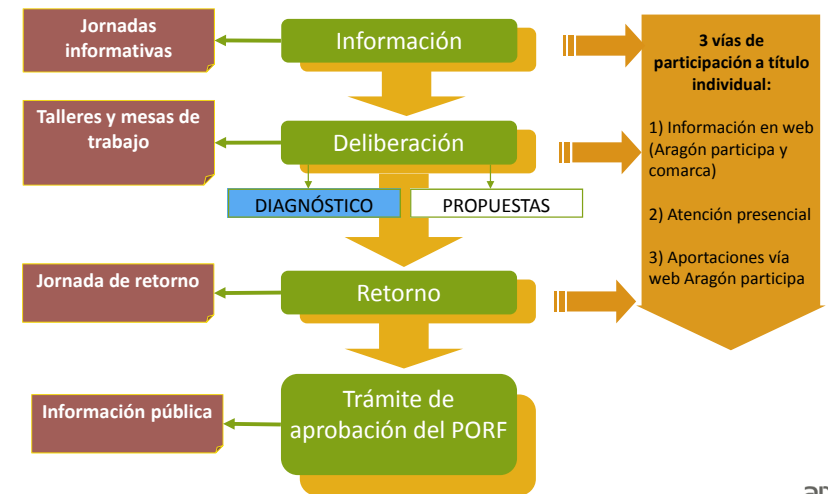 Jornadas
informativas
Información
3 vías de
participación a título
individual:
1) Información en web
(Aragón participa y
comarca)
2) Atención presencial
3) Aportaciones vía
web Aragón participa
Talleres y mesas de
trabajo
Deliberación
DIAGNÓSTICO
PROPUESTAS
Jornada de retorno
Retorno
Información pública
Trámite de
aprobación del PORF